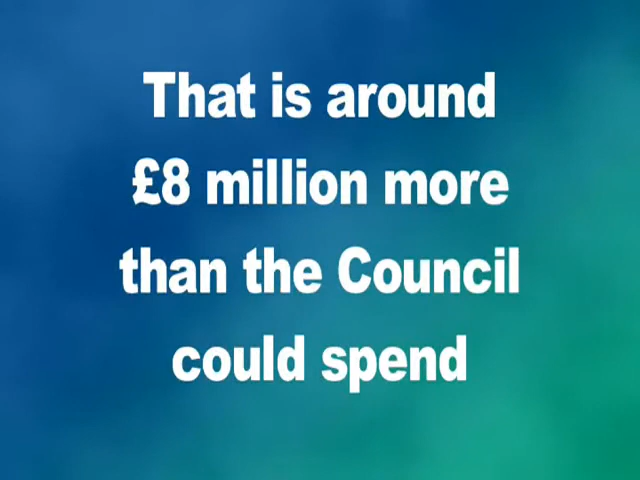 That is around
£8 million more
than the Council
could spend